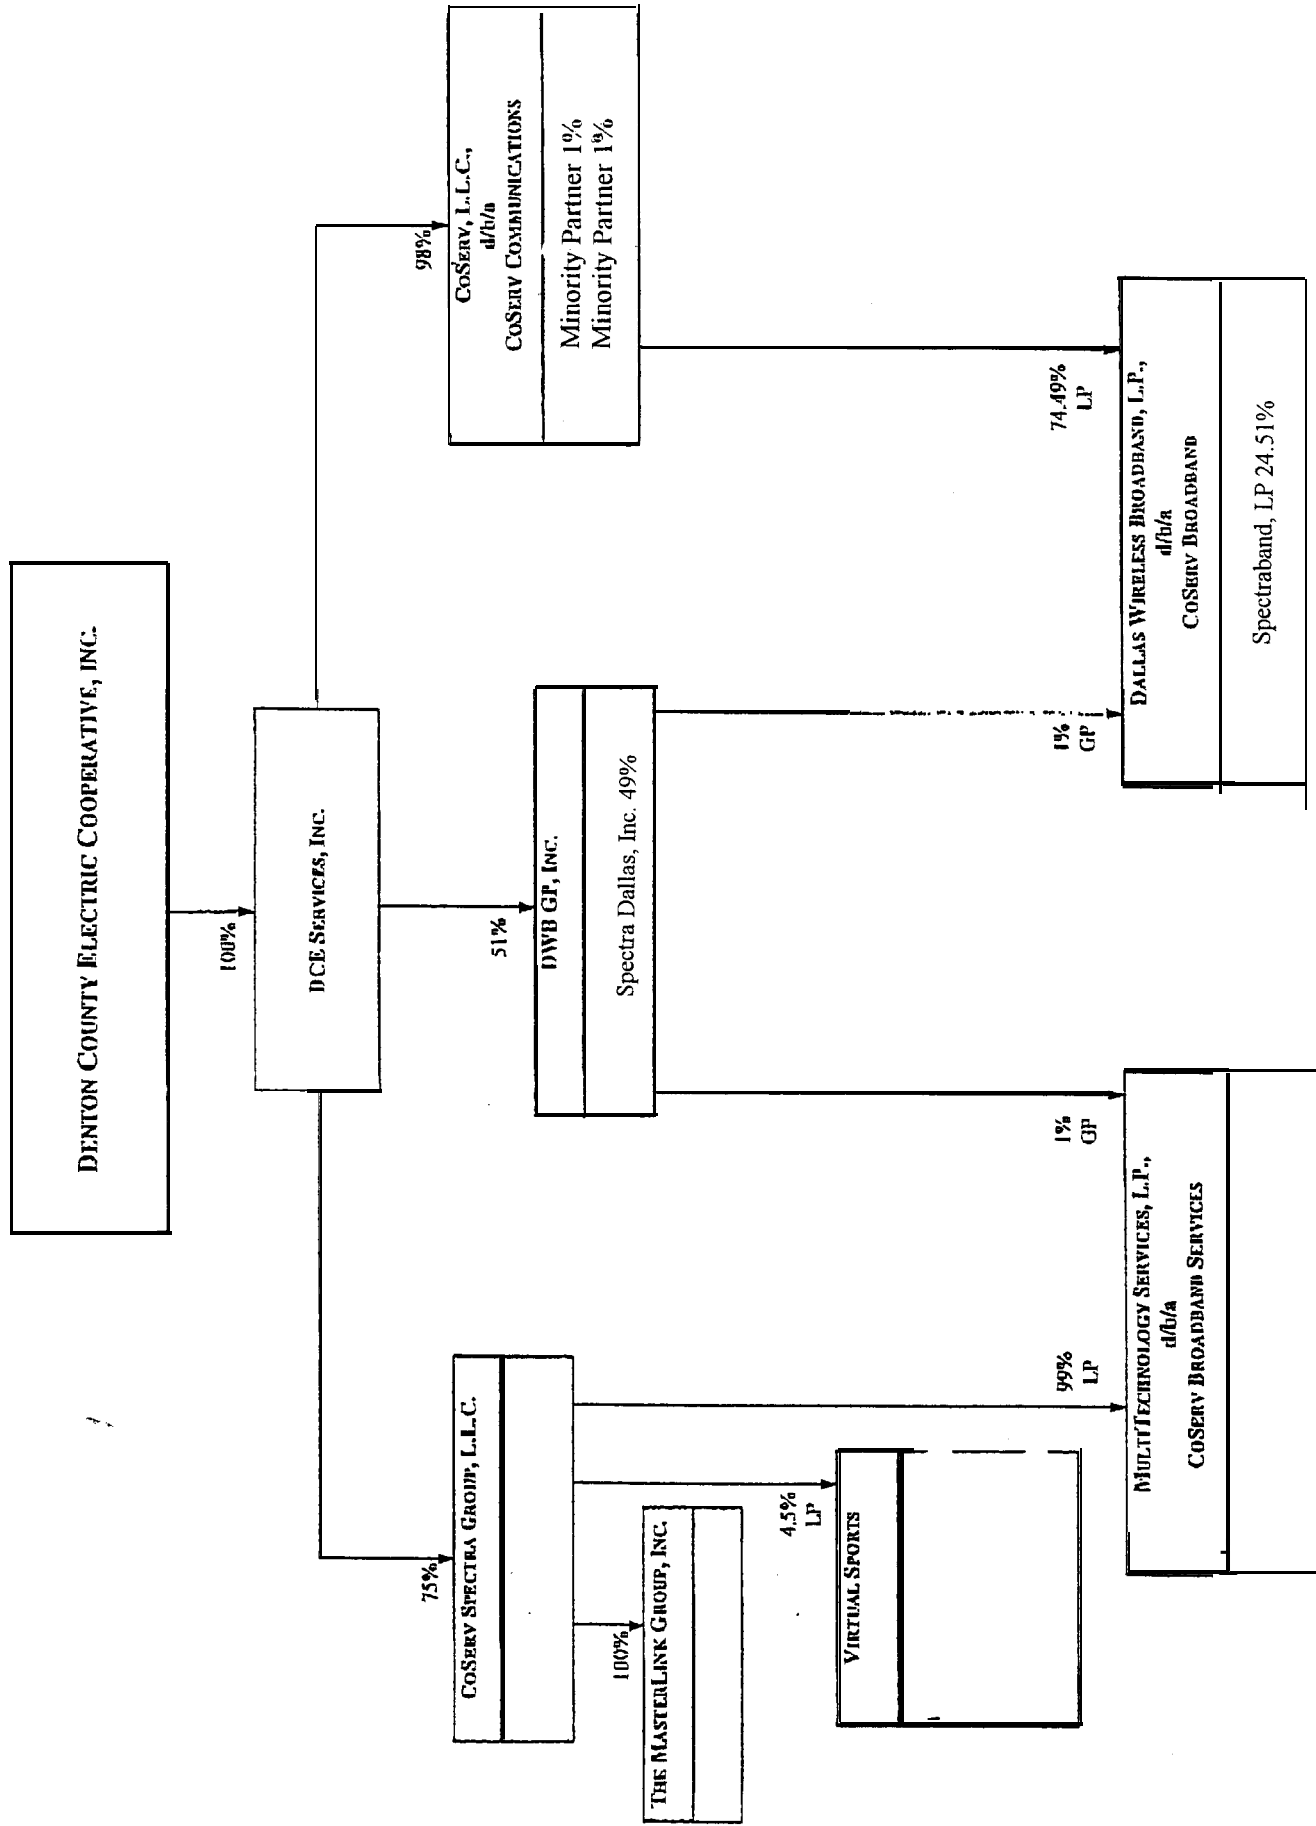 DENTON COUNTY ELECTRIC COOPERATIVE, INC.
100%
DCE SERVICES, INC.
75%
51%
98%
COSERV SPECTRA GROUP, L.L.C.
DWB GP, INC.
Spectra Dallas, Inc. 49%
COSERV, L.L.C.,
d/b/a
COSERV COMMUNICATIONS
Minority Partner 1%
Minority Partner 1%
100%
THE MASTERLINK GROUP, INC.
4.5%
LP
VIRTUAL SPORTS
99%
LP
1%
GP
1%
GP
74.49%
LP
MULTITECHNOLOGY SERVICES, L.P.,
d/b/a
COSERV BROADBAND SERVICES
DALLAS WIRELESS BROADBAND, L.P.,
d/b/a
COSERV BROADBAND
Spectraband, LP 24.51%